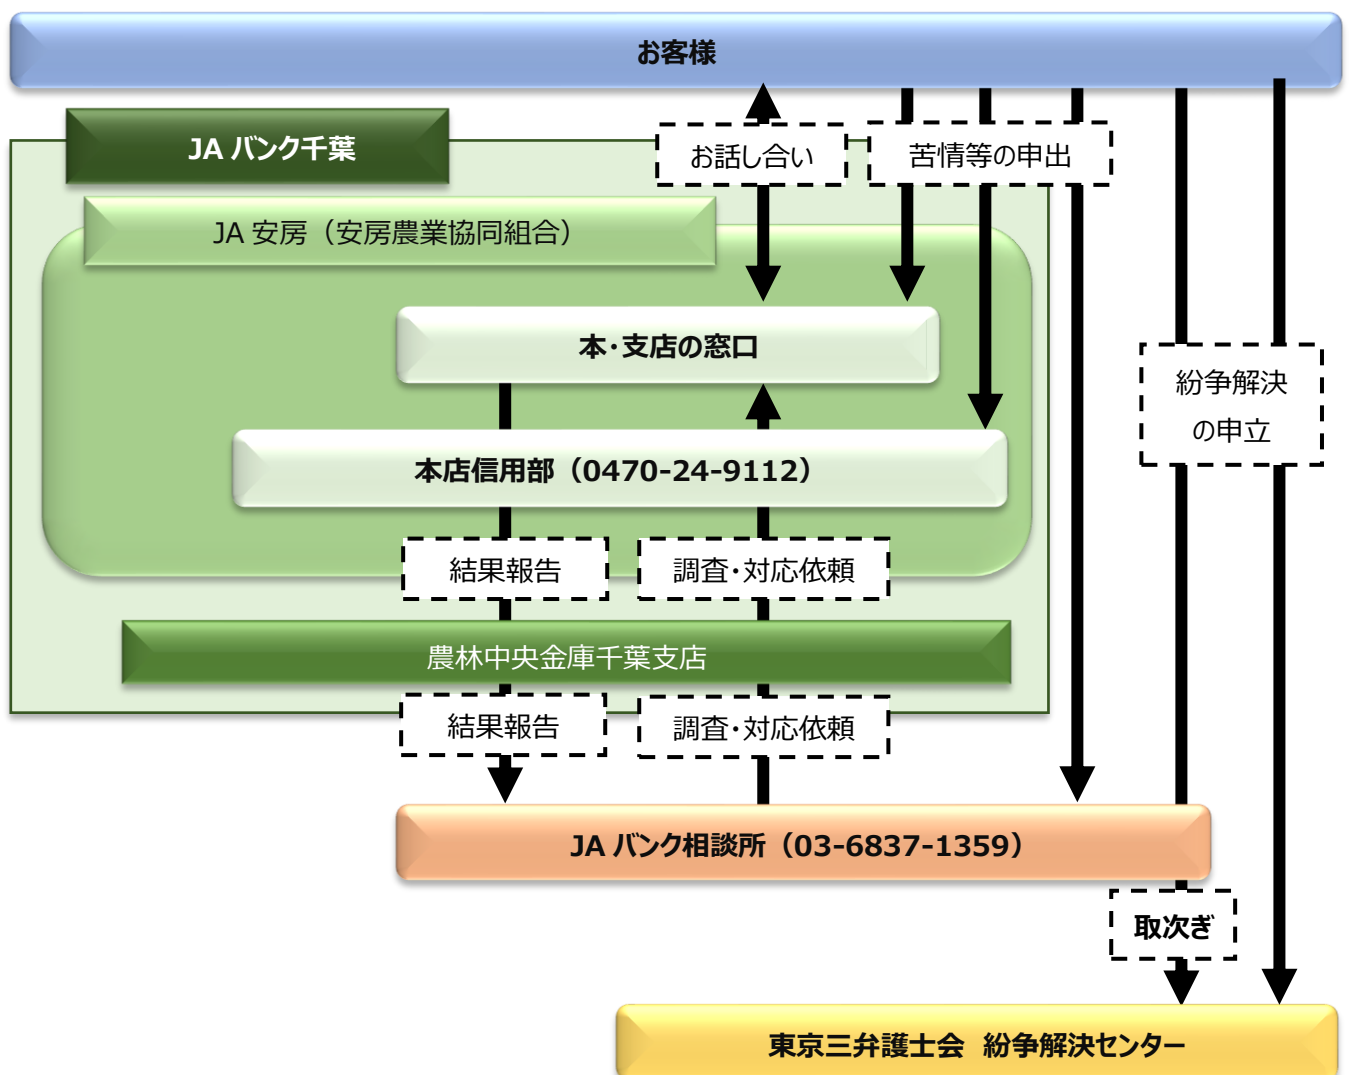 お客様
JA バンク千葉
お話し合い
苦情等の申出
JA 安房（安房農業協同組合）
本・支店の窓口
紛争解決
の申立
本店信用部（0470-24-9112）
結果報告
調査・対応依頼
農林中央金庫千葉支店
結果報告
調査・対応依頼
JA バンク相談所（03-6837-1359）
取次ぎ
東京三弁護士会 紛争解決センター